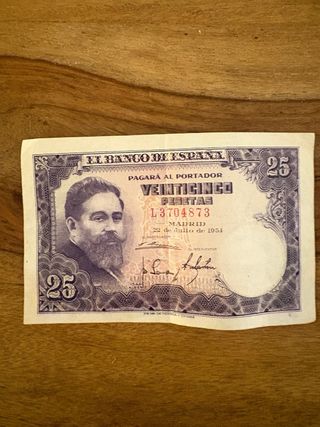 EL BANCO DE ESPAÑA
PAGARÁ AL PORTADOR
25
VEINTICINCO
PESETAS
L3704873
MADRID
22 de Julio de 1954
25